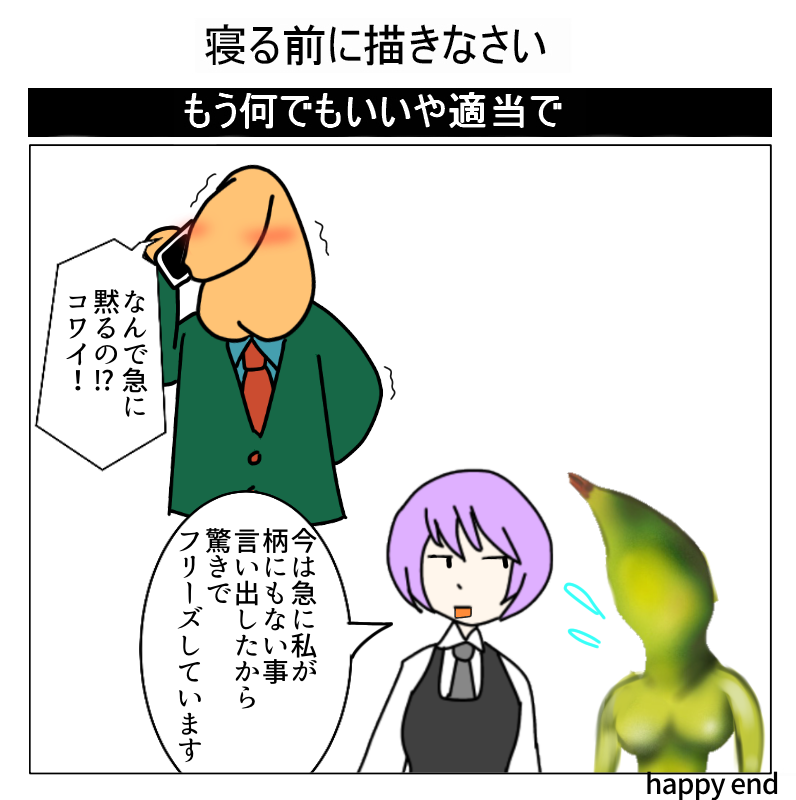 寝る前に描きなさい
もう何でもいいや適当で
なんで急に
黙るの!?
コワイ！
今は急に私が
柄にもない事
言い出したから
驚きで
フリーズしています
happy end